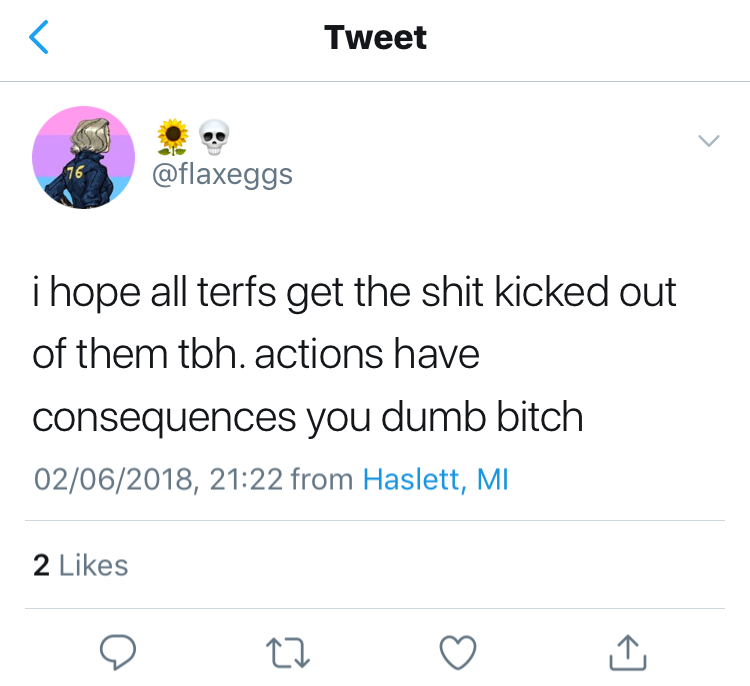 Tweet
🌻💀
@flaxeggs
76
i hope all terfs get the shit kicked out
of them tbh. actions have
consequences you dumb bitch
02/06/2018, 21:22 from Haslett, MI
2 Likes